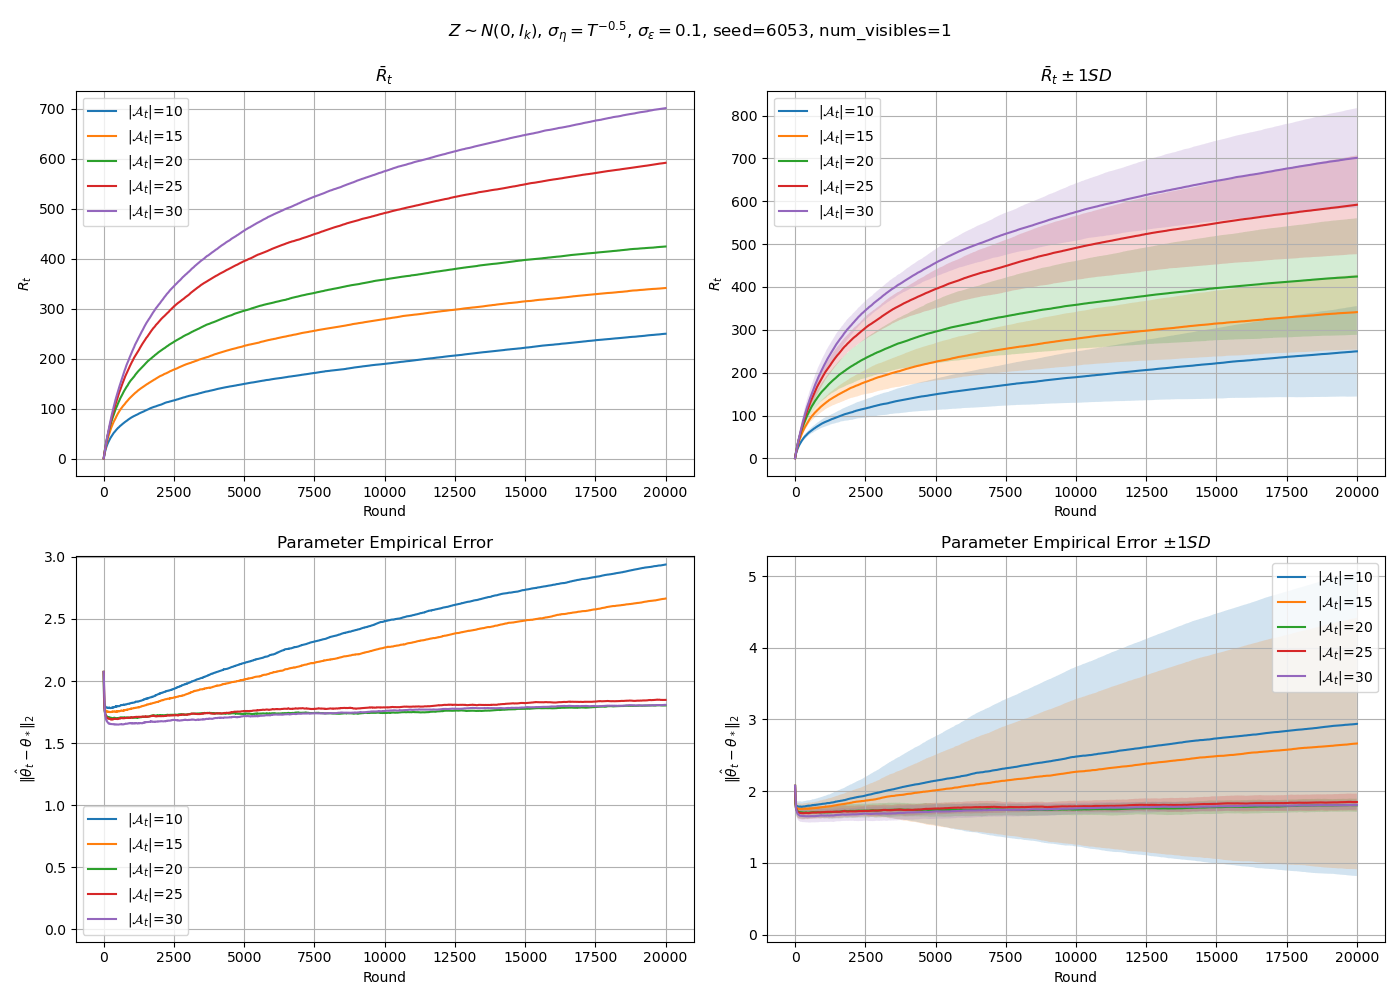 Z ∼ N(0, I_k), σ_η = T^{−0.5}, σ_ε = 0.1, seed=6053, num_visibles=1
R̄_t
|𝒜_t|=10
|𝒜_t|=15
|𝒜_t|=20
|𝒜_t|=25
|𝒜_t|=30
R_t
700
600
500
400
300
200
100
0
0 2500 5000 7500 10000 12500 15000 17500 20000
Round
R̄_t ± 1SD
|𝒜_t|=10
|𝒜_t|=15
|𝒜_t|=20
|𝒜_t|=25
|𝒜_t|=30
R_t
800
700
600
500
400
300
200
100
0
0 2500 5000 7500 10000 12500 15000 17500 20000
Round
Parameter Empirical Error
‖θ̂_t − θ_*‖_2
3.0
2.5
2.0
1.5
1.0
0.5
0.0
|𝒜_t|=10
|𝒜_t|=15
|𝒜_t|=20
|𝒜_t|=25
|𝒜_t|=30
0 2500 5000 7500 10000 12500 15000 17500 20000
Round
Parameter Empirical Error ±1SD
|𝒜_t|=10
|𝒜_t|=15
|𝒜_t|=20
|𝒜_t|=25
|𝒜_t|=30
‖θ̂_t − θ_*‖_2
5
4
3
2
1
0
0 2500 5000 7500 10000 12500 15000 17500 20000
Round